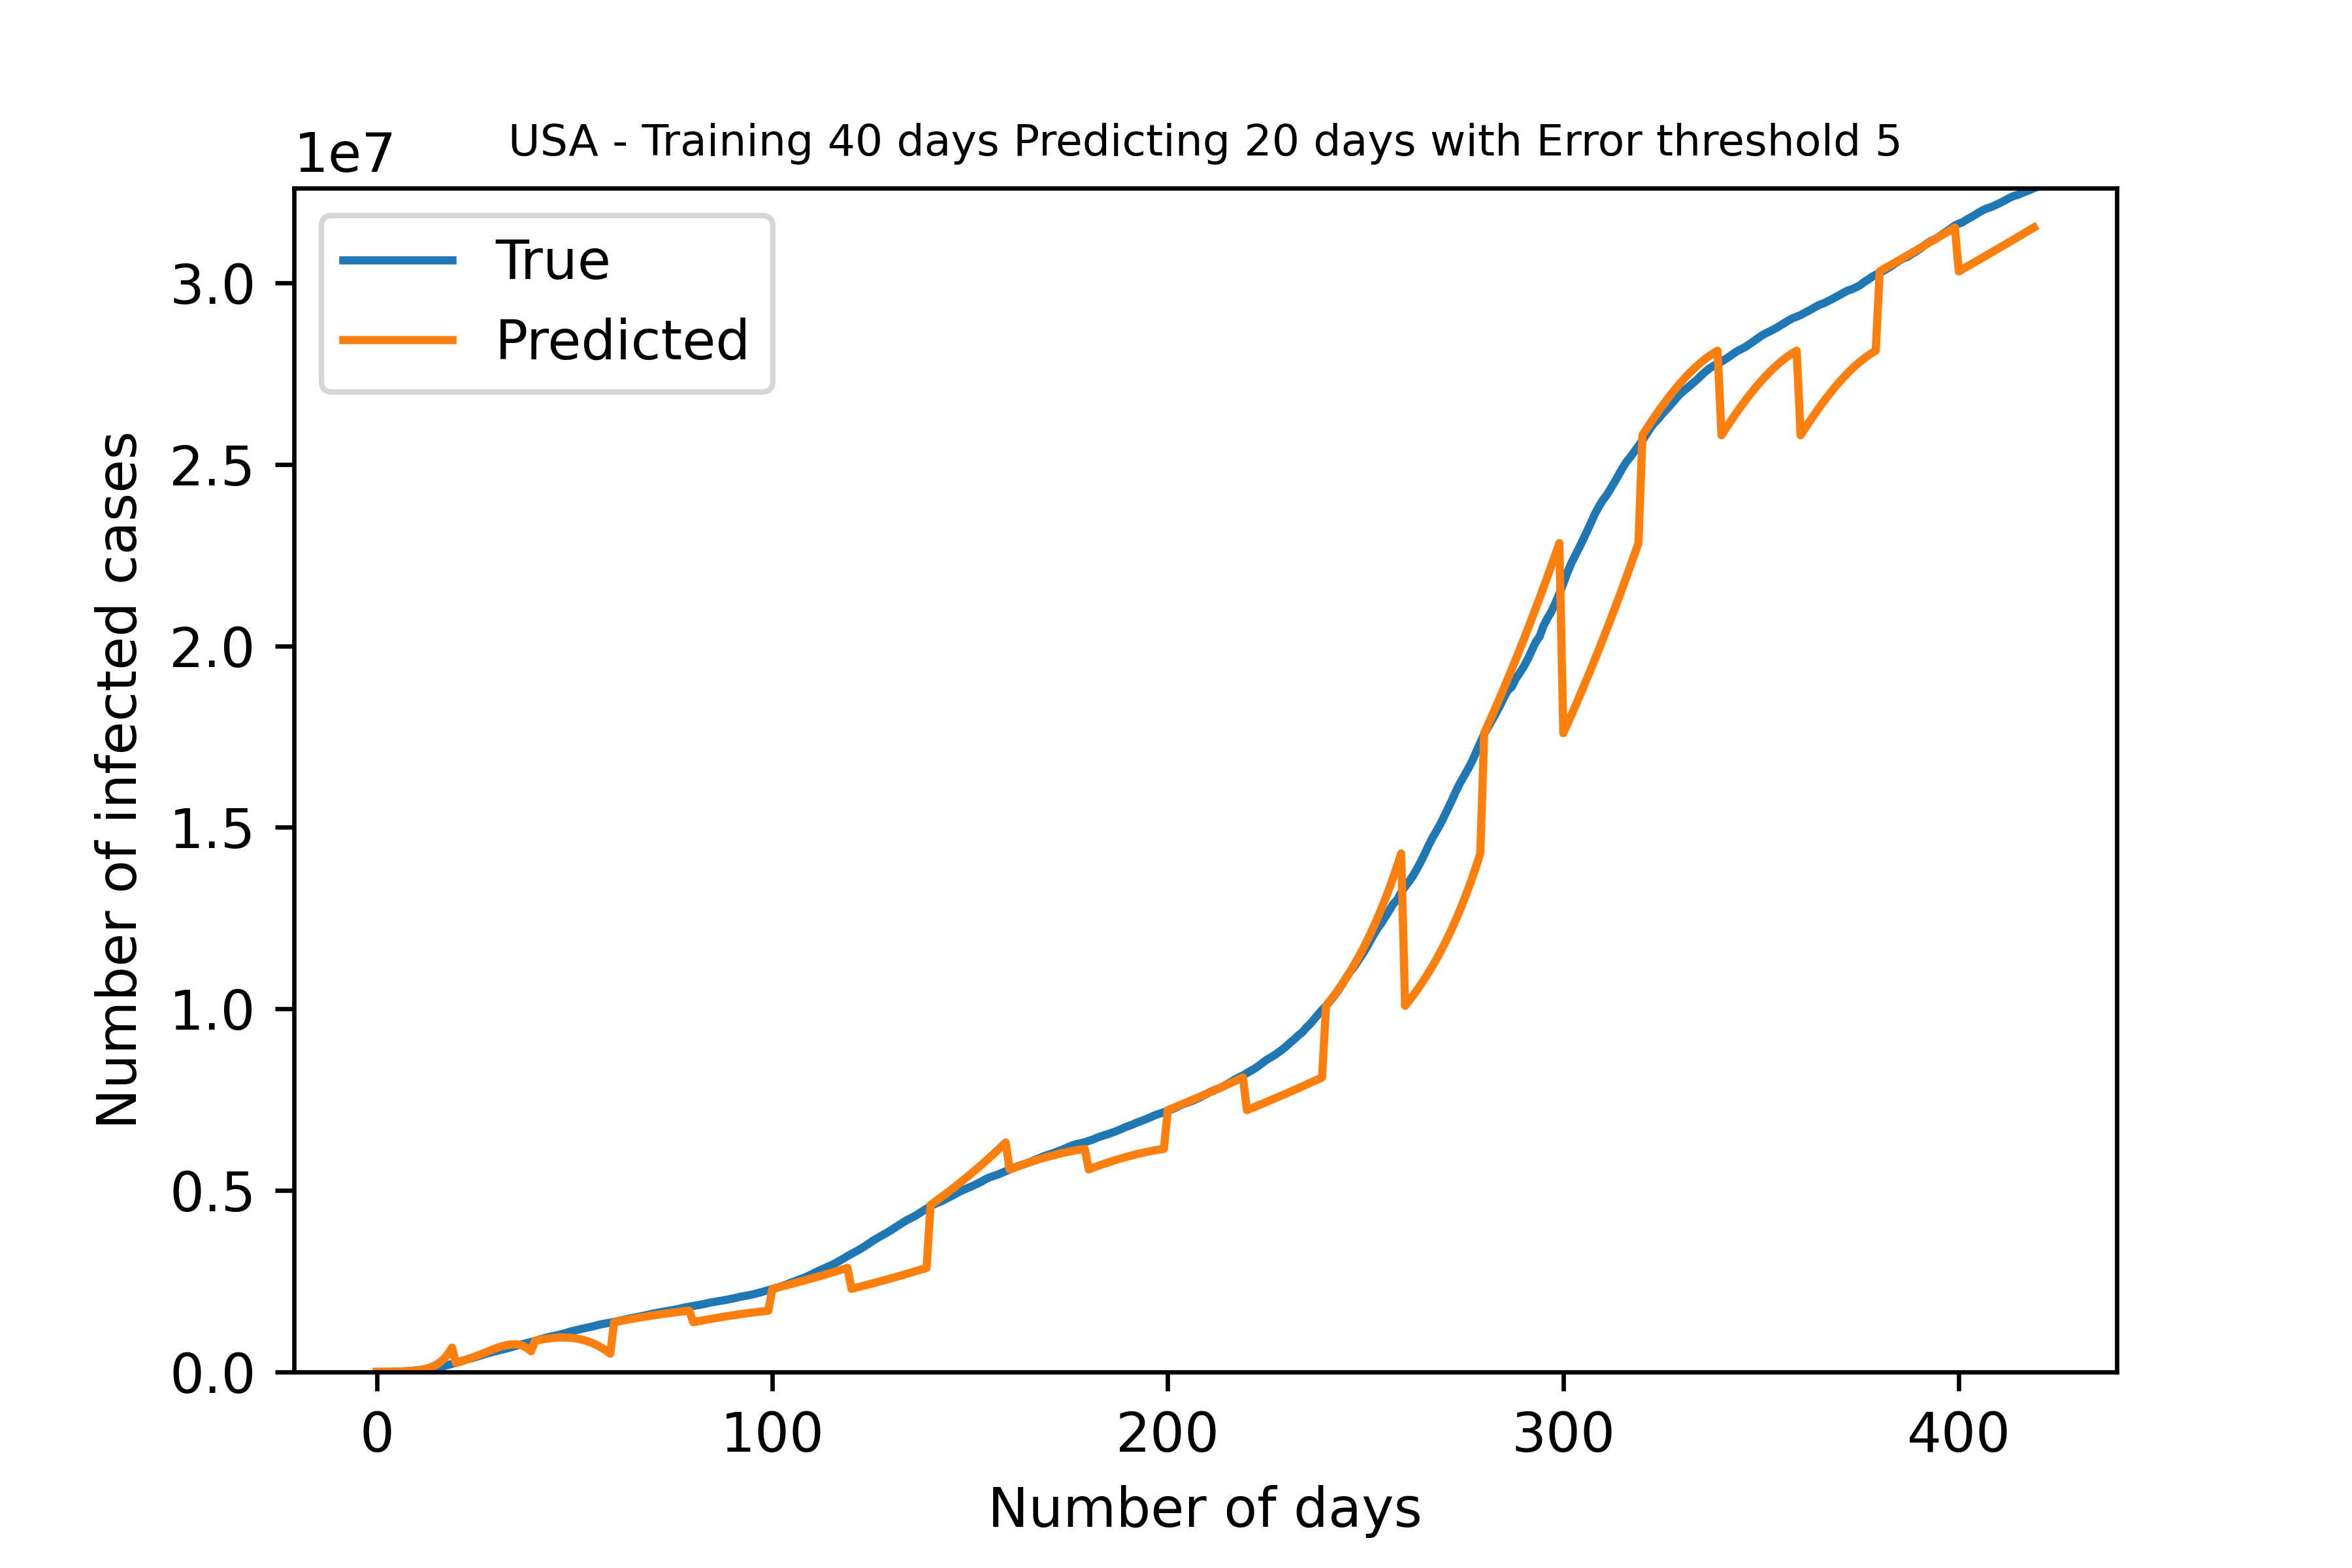 USA - Training 40 days Predicting 20 days with Error threshold 5
1e7
True
Predicted
3.0
2.5
2.0
1.5
1.0
0.5
0.0
Number of infected cases
0 100 200 300 400
Number of days